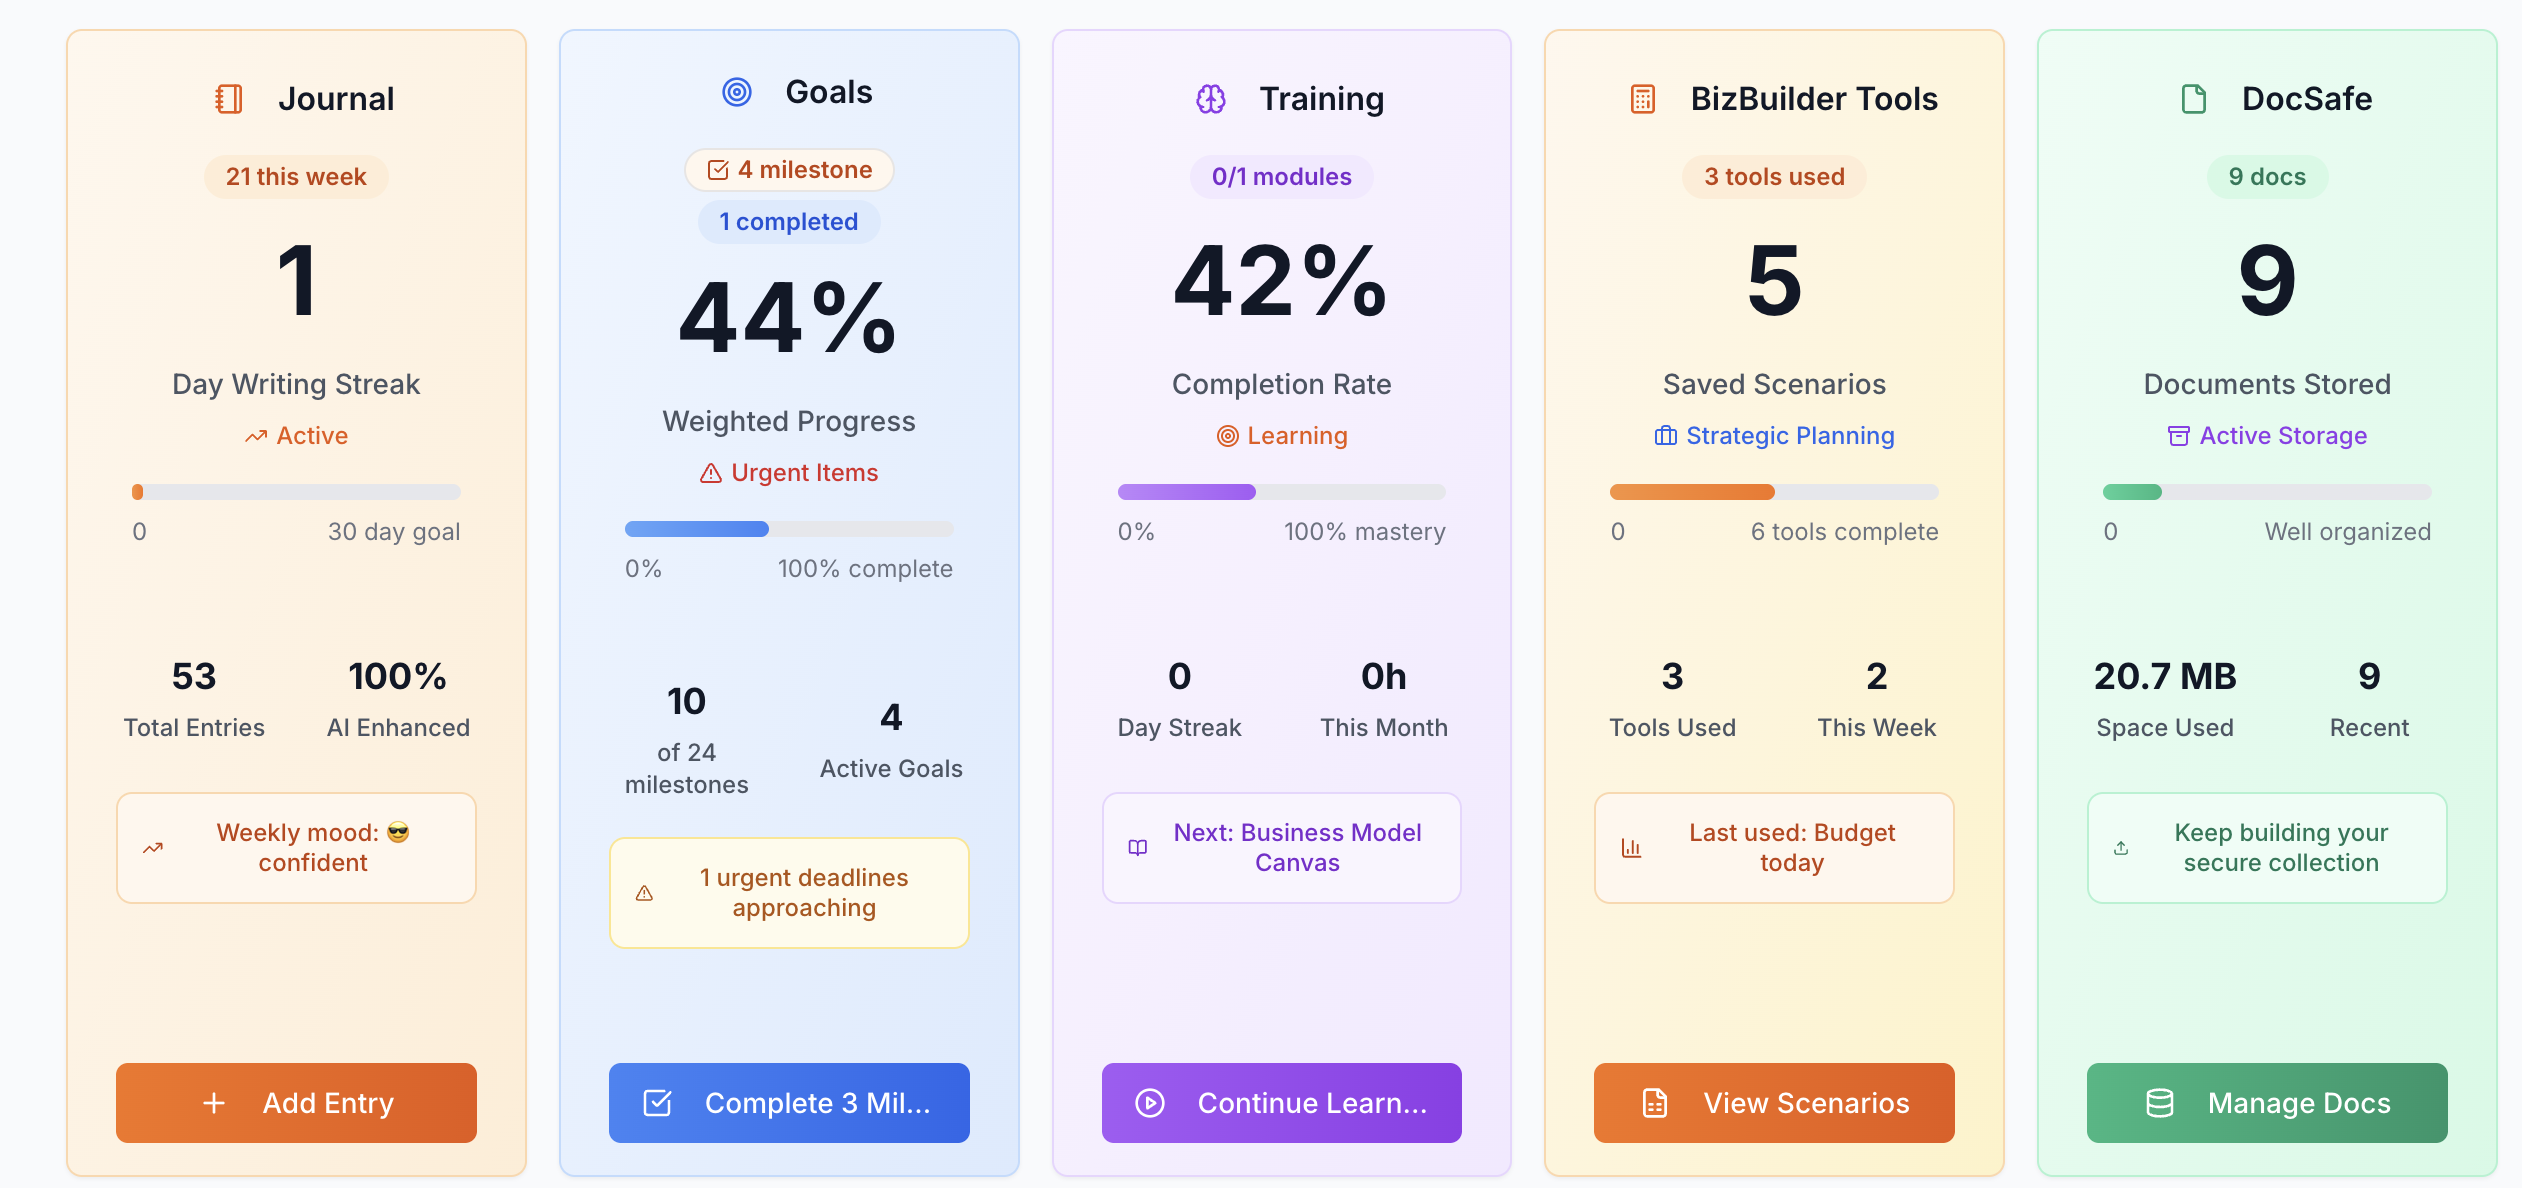 Journal
21 this week
1
Day Writing Streak
Active
0
30 day goal
53
Total Entries
100%
AI Enhanced
Weekly mood: 😎
confident
Add Entry
Goals
4 milestone
1 completed
44%
Weighted Progress
Urgent Items
0%
100% complete
10
of 24
milestones
4
Active Goals
1 urgent deadlines
approaching
Complete 3 Mil...
Training
0/1 modules
42%
Completion Rate
Learning
0%
100% mastery
0
Day Streak
0h
This Month
Next: Business Model
Canvas
Continue Learn...
BizBuilder Tools
3 tools used
5
Saved Scenarios
Strategic Planning
0
6 tools complete
3
Tools Used
2
This Week
Last used: Budget
today
View Scenarios
DocSafe
9 docs
9
Documents Stored
Active Storage
0
Well organized
20.7 MB
Space Used
9
Recent
Keep building your
secure collection
Manage Docs